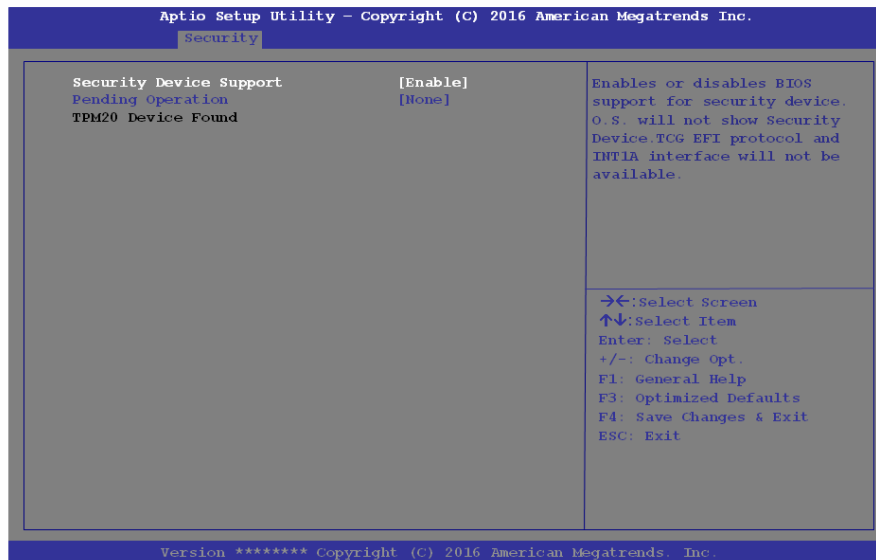 Aptio Setup Utility – Copyright (C) 2016 American Megatrends Inc.
Security
Security Device Support [Enable]
Pending Operation [None]
TPM20 Device Found
Enables or disables BIOS
support for security device.
O.S. will not show Security
Device.TCG EFI protocol and
INT1A interface will not be
available.
→←:Select Screen
↑↓:Select Item
Enter: Select
+/-: Change Opt.
F1: General Help
F3: Optimized Defaults
F4: Save Changes & Exit
ESC: Exit
Version ******** Copyright (C) 2016 American Megatrends. Inc.